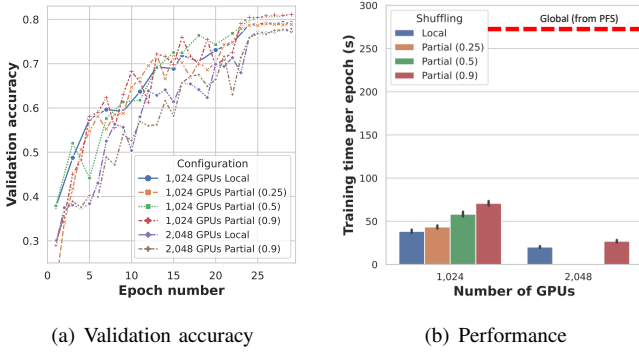 0.8
0.7
0.6
0.5
0.4
0.3
Validation accuracy
0 5 10 15 20 25
Epoch number
Configuration
1,024 GPUs Local
1,024 GPUs Partial (0.25)
1,024 GPUs Partial (0.5)
1,024 GPUs Partial (0.9)
2,048 GPUs Local
2,048 GPUs Partial (0.9)
(a) Validation accuracy
300
250
200
150
100
50
0
Training time per epoch (s)
Shuffling
Local
Partial (0.25)
Partial (0.5)
Partial (0.9)
Global (from PFS)
1,024 2,048
Number of GPUs
(b) Performance